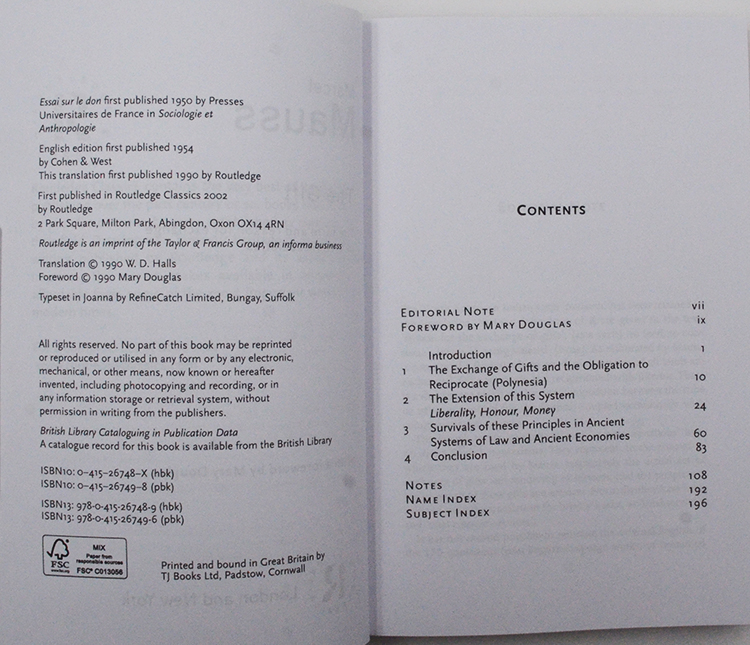 Essai sur le don first published 1950 by Presses
Universitaires de France in Sociologie et
Anthropologie
English edition first published 1954
by Cohen & West
This translation first published 1990 by Routledge
First published in Routledge Classics 2002
by Routledge
2 Park Square, Milton Park, Abingdon, Oxon OX14 4RN
Routledge is an imprint of the Taylor & Francis Group, an informa business
Translation © 1990 W. D. Halls
Foreword © 1990 Mary Douglas
Typeset in Joanna by RefineCatch Limited, Bungay, Suffolk
All rights reserved. No part of this book may be reprinted
or reproduced or utilised in any form or by any electronic,
mechanical, or other means, now known or hereafter
invented, including photocopying and recording, or in
any information storage or retrieval system, without
permission in writing from the publishers.
British Library Cataloguing in Publication Data
A catalogue record for this book is available from the British Library
ISBN10: 0-415-26748-X (hbk)
ISBN10: 0-415-26749-8 (pbk)
ISBN13: 978-0-415-26748-9 (hbk)
ISBN13: 978-0-415-26749-6 (pbk)
FSC
MIX
Paper from
responsible sources
FSC® C013056
Printed and bound in Great Britain by
TJ Books Ltd, Padstow, Cornwall
CONTENTS
EDITORIAL NOTE vii
FOREWORD BY MARY DOUGLAS ix
Introduction 1
1 The Exchange of Gifts and the Obligation to
Reciprocate (Polynesia) 10
2 The Extension of this System
Liberality, Honour, Money 24
3 Survivals of these Principles in Ancient
Systems of Law and Ancient Economies 60
4 Conclusion 83
NOTES 108
NAME INDEX 192
SUBJECT INDEX 196